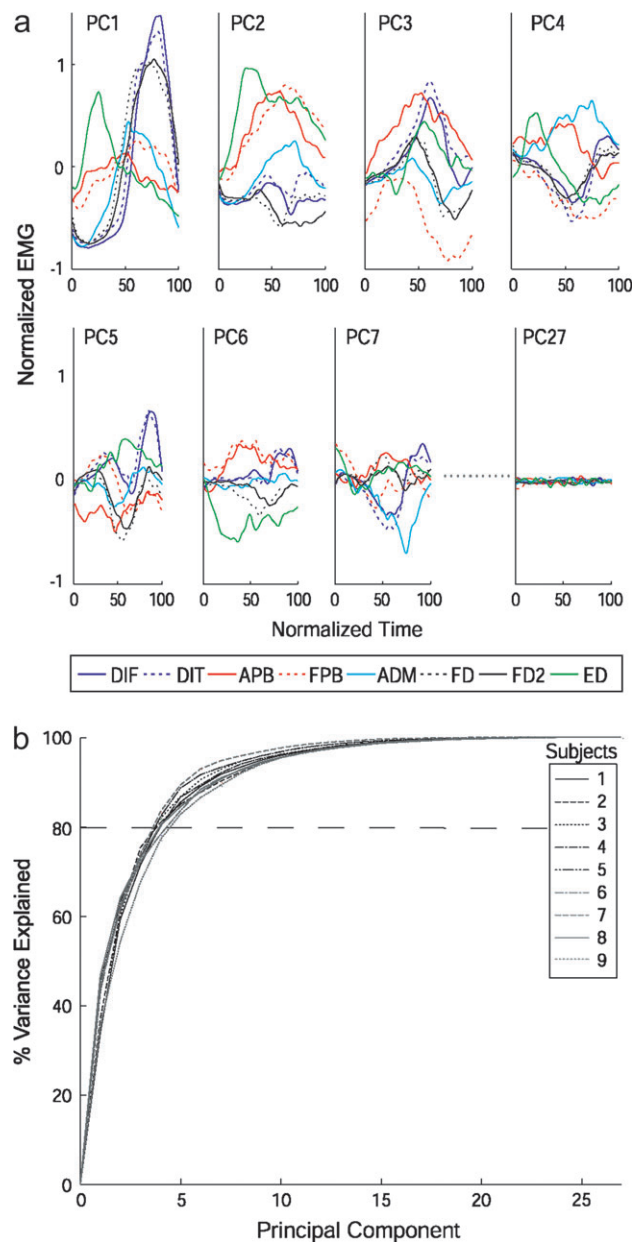 a
PC1 PC2 PC3 PC4
1
0
-1
0 50 100 0 50 100 0 50 100 0 50 100
Normalized EMG
PC5 PC6 PC7 PC27
1
0
-1
0 50 100 0 50 100 0 50 100 0 50 100
Normalized Time
DIF DIT APB FPB ADM FD FD2 ED
b
100
80
60
40
20
0
% Variance Explained
Subjects
1
2
3
4
5
6
7
8
9
0 5 10 15 20 25
Principal Component